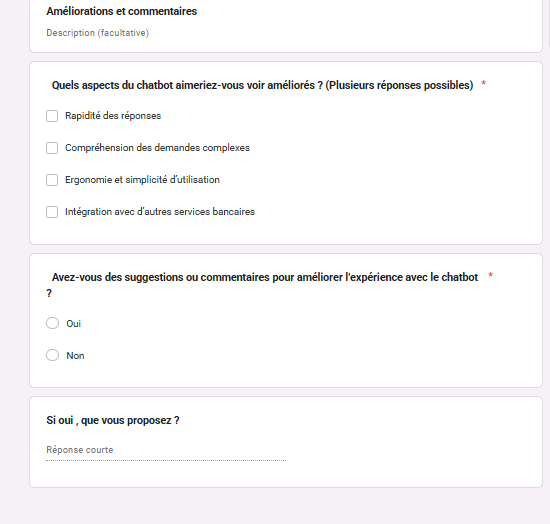 Améliorations et commentaires
Description (facultative)
Quels aspects du chatbot aimeriez-vous voir améliorés ? (Plusieurs réponses possibles) *
Rapidité des réponses
Compréhension des demandes complexes
Ergonomie et simplicité d'utilisation
Intégration avec d'autres services bancaires
Avez-vous des suggestions ou commentaires pour améliorer l'expérience avec le chatbot *
?
Oui
Non
Si oui , que vous proposez ?
Réponse courte